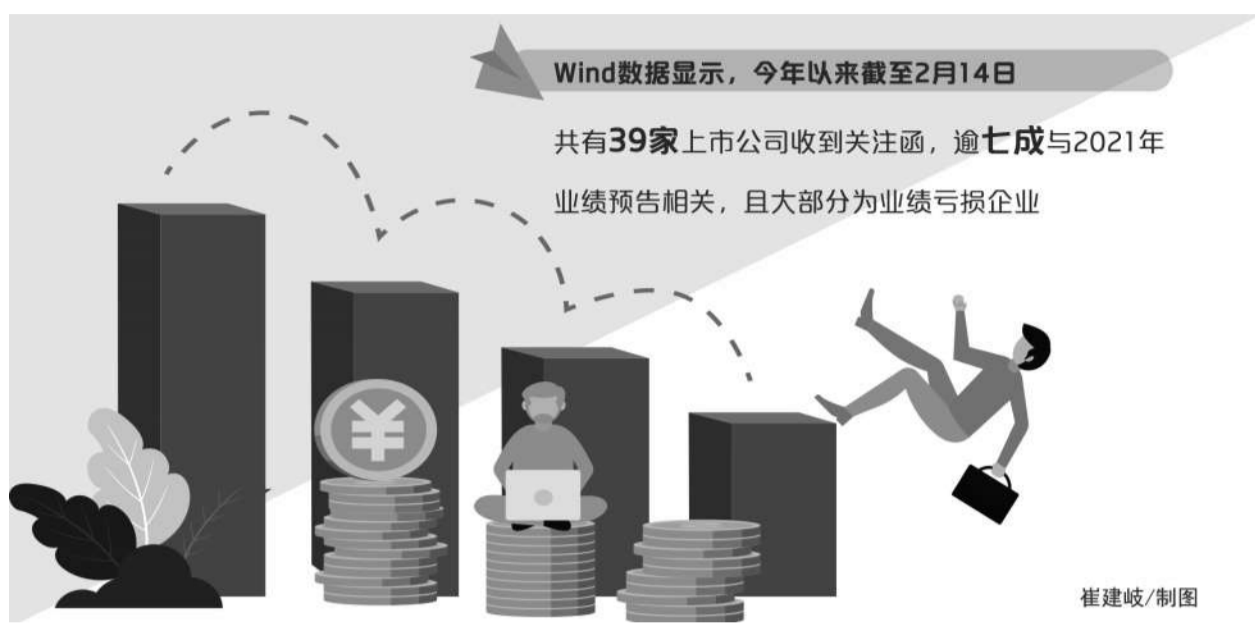 Wind数据显示，今年以来截至2月14日
共有39家上市公司收到关注函，逾七成与2021年
业绩预告相关，且大部分为业绩亏损企业
¥
崔建岐/制图